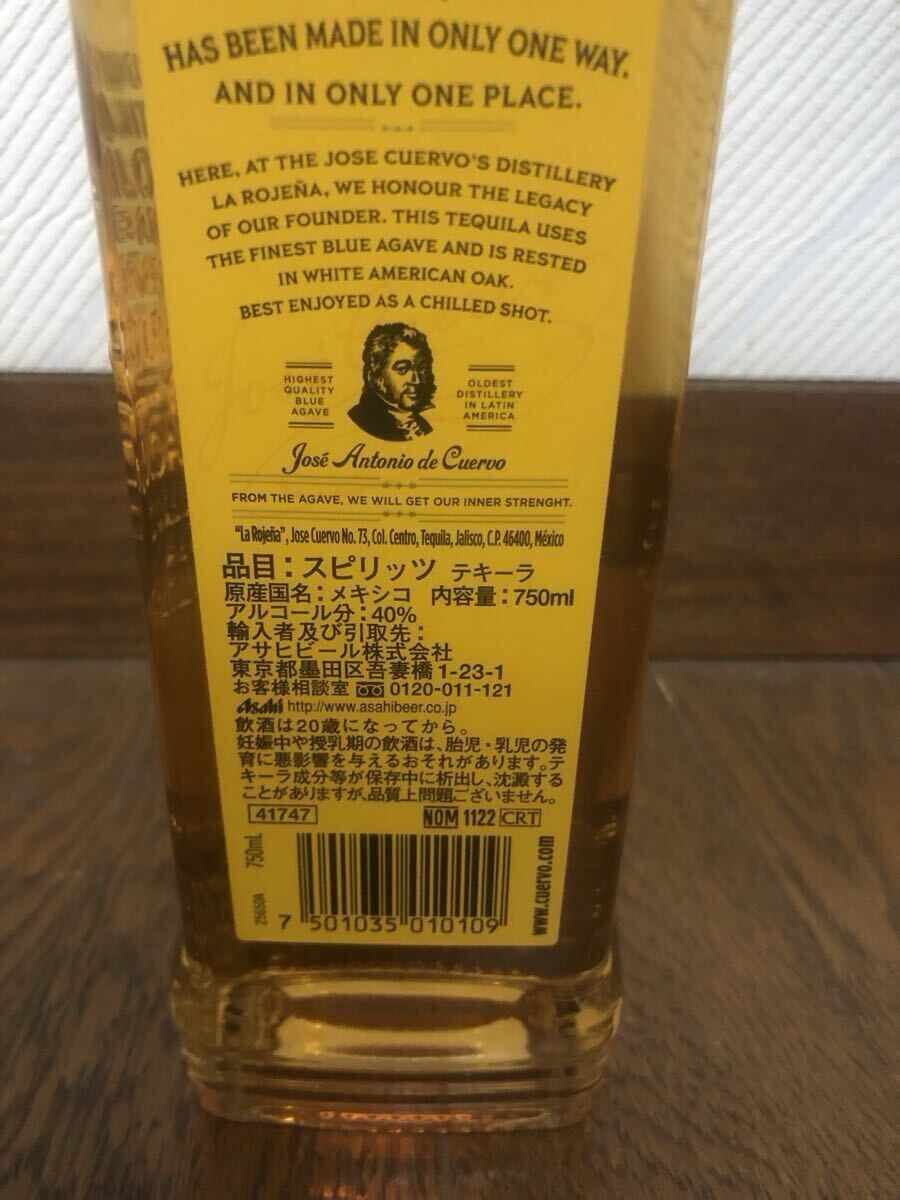 HAS BEEN MADE IN ONLY ONE WAY.
AND IN ONLY ONE PLACE.
HERE, AT THE JOSE CUERVO'S DISTILLERY
LA ROJEÑA, WE HONOUR THE LEGACY
OF OUR FOUNDER. THIS TEQUILA USES
THE FINEST BLUE AGAVE AND IS RESTED
IN WHITE AMERICAN OAK.
BEST ENJOYED AS A CHILLED SHOT.
HIGHEST
QUALITY
BLUE
AGAVE
OLDEST
DISTILLERY
IN LATIN
AMERICA
José Antonio de Cuervo
FROM THE AGAVE, WE WILL GET OUR INNER STRENGHT.
"La Rojeña", Jose Cuervo No. 73, Col. Centro, Tequila, Jalisco, C.P. 46400, México
品目：スピリッツ テキーラ
原産国名：メキシコ 内容量：750ml
アルコール分：40%
輸入者及び引取先：
アサヒビール株式会社
東京都墨田区吾妻橋1-23-1
お客様相談室 0120-011-121
Asahi http://www.asahibeer.co.jp
飲酒は20歳になってから。
妊娠中や授乳期の飲酒は、胎児・乳児の発
育に悪影響を与えるおそれがあります。テ
キーラ成分等が保存中に析出し、沈澱する
ことがありますが、品質上問題ございません。
41747 NOM 1122 CRT
750mL
25650A
7 501035 010109
www.cuervo.com